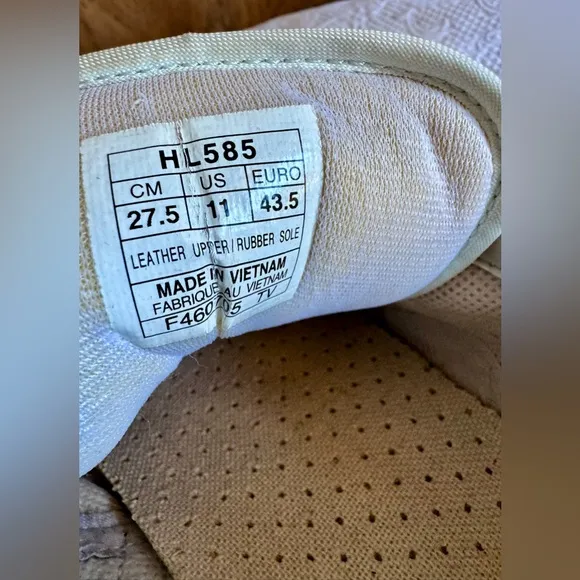 HL585
CM US EURO
27.5 11 43.5
LEATHER UPPER/RUBBER SOLE
MADE IN VIETNAM
FABRIQUE AU VIETNAM
TV